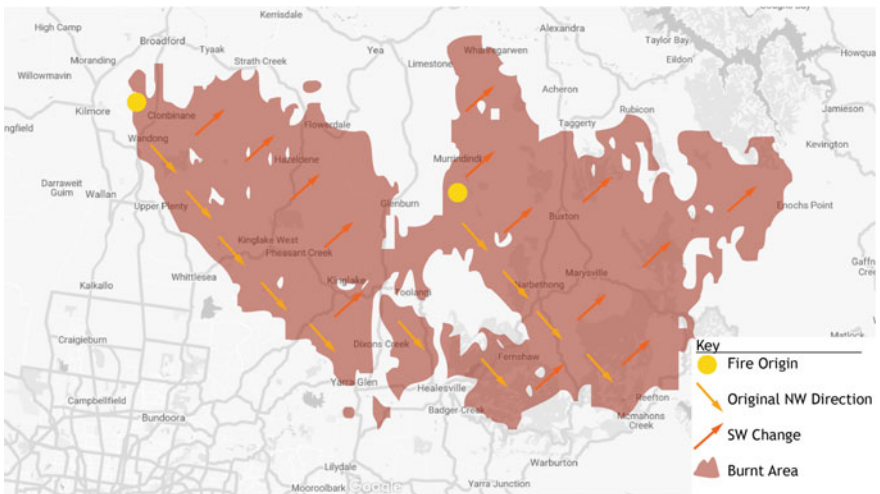 High Camp
Kerrisdale
Broadford
Tyaak
Yea
Alexandra
Taylor Bay
Moranding
Strath Creek
Limestone
Whanregarwen
Eildon
Howqua
Willowmavin
Acheron
Kilmore
Clonbinane
Rubicon
Jamieson
ngfield
Flowerdale
Taggerty
Wandong
Kevington
Hazeldene
Murrindindi
Darraweit
Guim
Wallan
Upper Plenty
Glenburn
Enochs Point
Buxton
Kinglake West
Pheasant Creek
Gaffn
Cree
Whittlesea
Marysville
Kalkallo
Kinglake
Toolangi
Narbethong
Matlock
Craigieburn
Dixons Creek
Fernshaw
Key
Fire Origin
Yarra Glen
Healesville
Reefton
Original NW Direction
Campbellfield
Bundoora
Badger Creek
Mcmahons
Creek
SW Change
Lilydale
Warburton
Burnt Area
Mooroolbark
Google
Yarra Junction